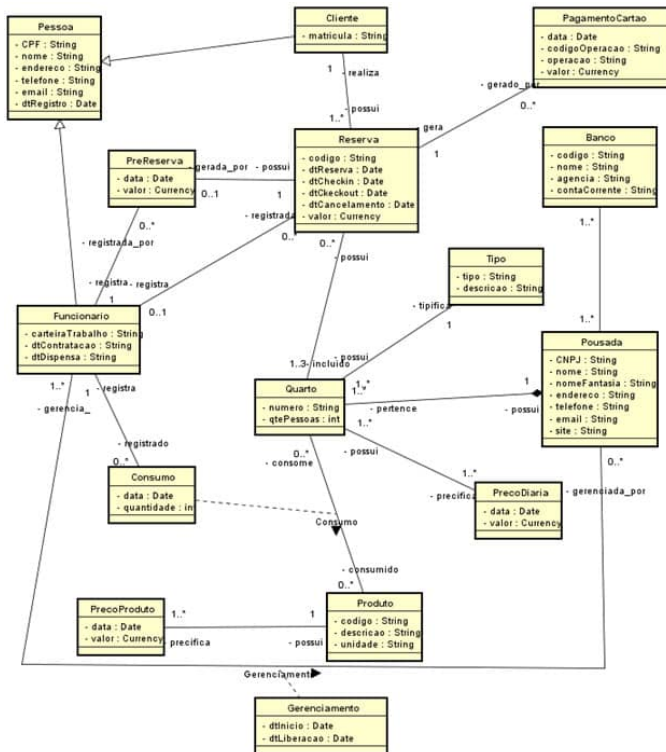 Pessoa
- CPF : String
- nome : String
- endereco : String
- telefone : String
- email : String
- dtRegistro : Date
Cliente
- matricula : String
PagamentoCartao
- data : Date
- codigoOperacao : String
- operacao : String
- valor : Currency
1
- realiza
- possui
1..*
- gerado_por
0..*
- gera
1
Reserva
- codigo : String
- dtReserva : Date
- dtCheckin : Date
- dtCkeckout : Date
- dtCancelamento : Date
- valor : Currency
Banco
- codigo : String
- nome : String
- agencia : String
- contaCorrente : String
PreReserva
- data : Date
- valor : Currency
- gerada_por
- possui
0..1
1
0..*
- registrada
0..*
0..*
1..*
- registrada_por
- possui
Tipo
- tipo : String
- descricao : String
- registra
- registra
1
0..1
- tipifica
1
1..*
Funcionario
- carteiraTrabalho : String
- dtContratacao : String
- dtDispensa : String
Pousada
- CNPJ : String
- nome : String
- nomeFantasia : String
- endereco : String
- telefone : String
- email : String
- site : String
1..3
- incluido
- possui
1..*
1..*
Quarto
- numero : String
- qtePessoas : int
1
- pertence
- possui
1..*
- gerencia_
1
- registra
1..*
- possui
0..*
- consome
- registrado
0..*
1..*
- precifica
0..*
- gerenciada_por
Consumo
- data : Date
- quantidade : int
PrecoDiaria
- data : Date
- valor : Currency
Consumo
- consumido
0..*
PrecoProduto
- data : Date
- valor : Currency
1..*
1
- precifica
- possui
Produto
- codigo : String
- descricao : String
- unidade : String
Gerenciamento
Gerenciamento
- dtInicio : Date
- dtLiberacao : Date